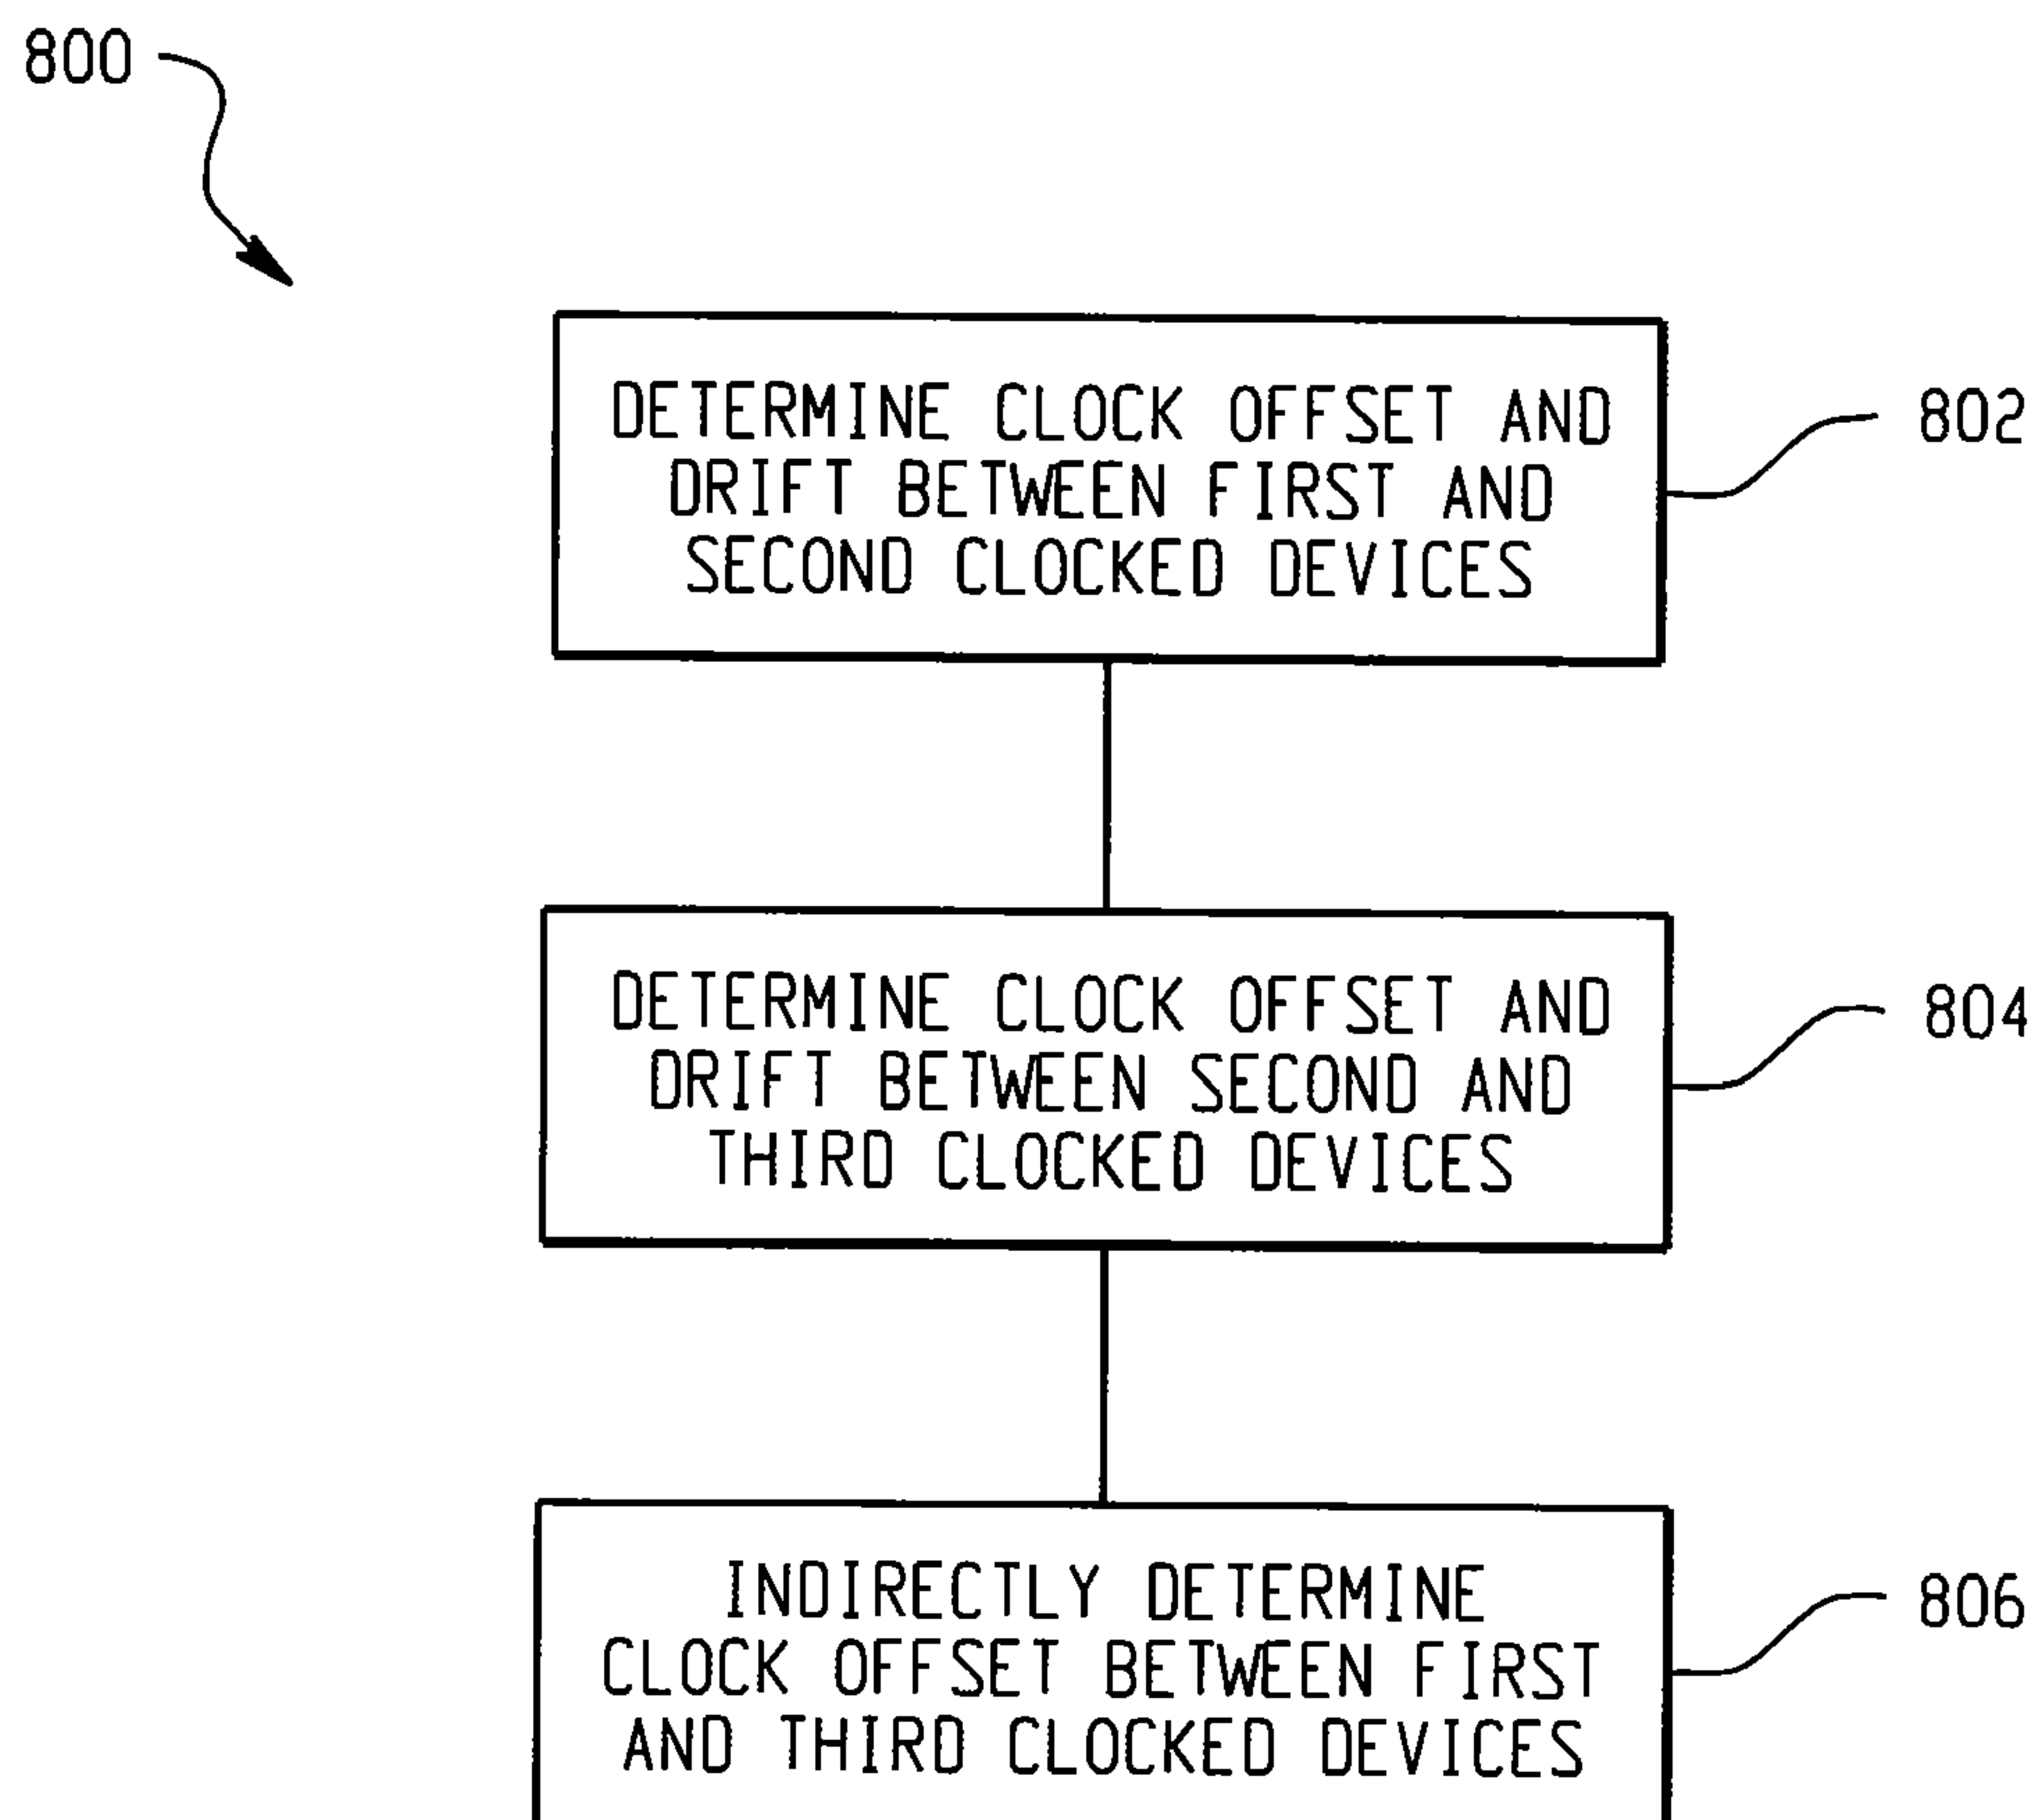 800
DETERMINE CLOCK OFFSET AND
DRIFT BETWEEN FIRST AND
SECOND CLOCKED DEVICES
802
DETERMINE CLOCK OFFSET AND
DRIFT BETWEEN SECOND AND
THIRD CLOCKED DEVICES
804
INDIRECTLY DETERMINE
CLOCK OFFSET BETWEEN FIRST
AND THIRD CLOCKED DEVICES
806